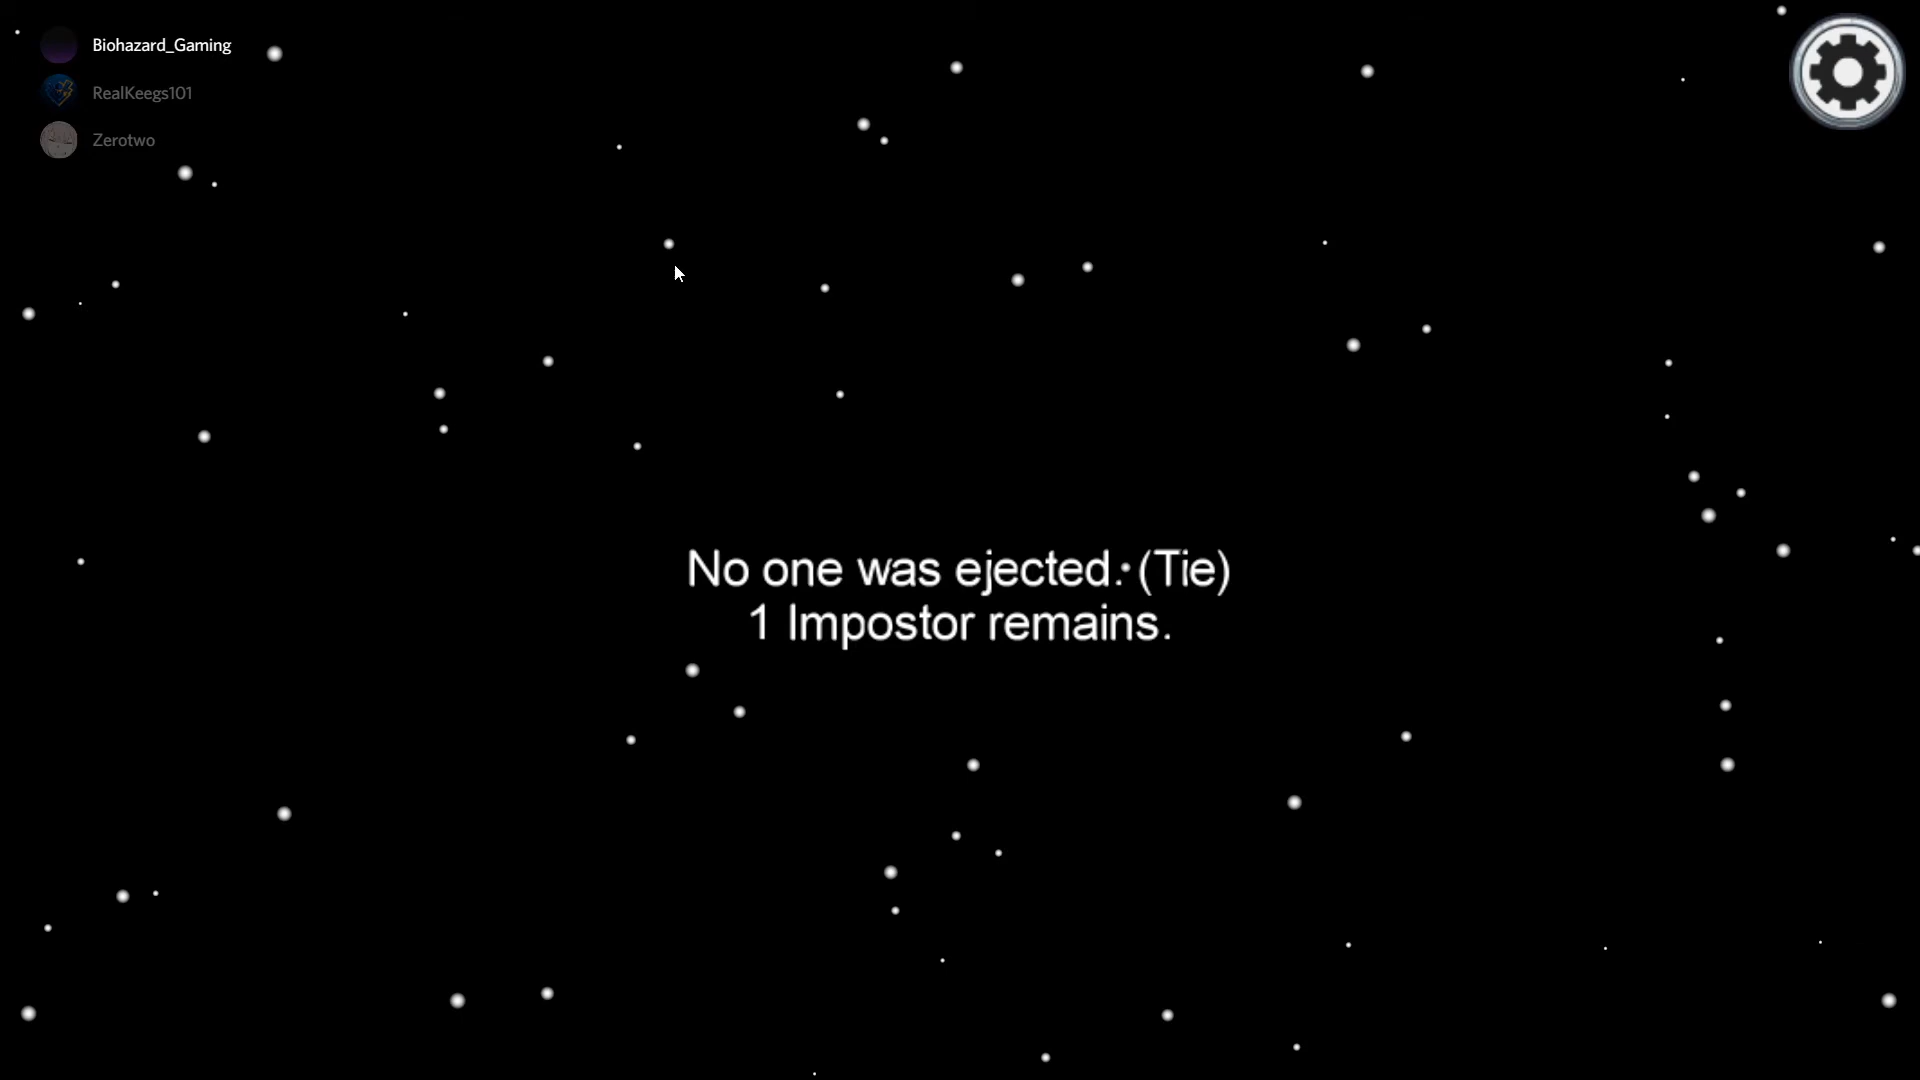 Biohazard_Gaming
RealKeegs101
Zerotwo
No one was ejected. (Tie)
1 Impostor remains.